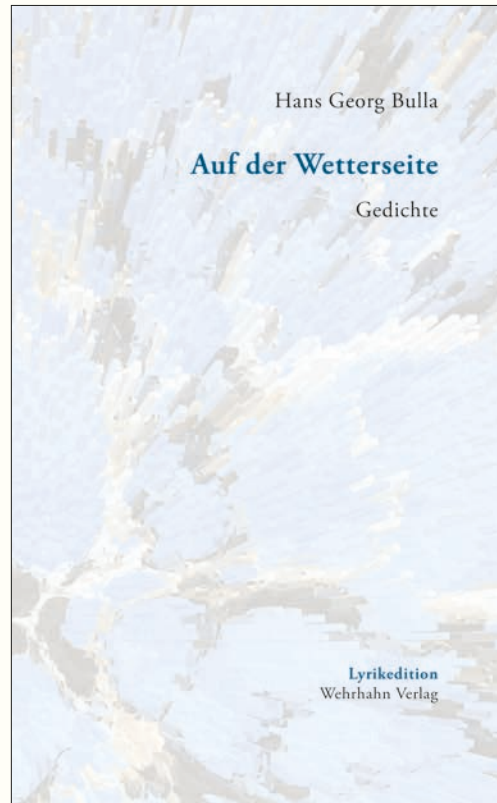 Hans Georg Bulla
Auf der Wetterseite
Gedichte
Lyrikedition
Wehrhahn Verlag